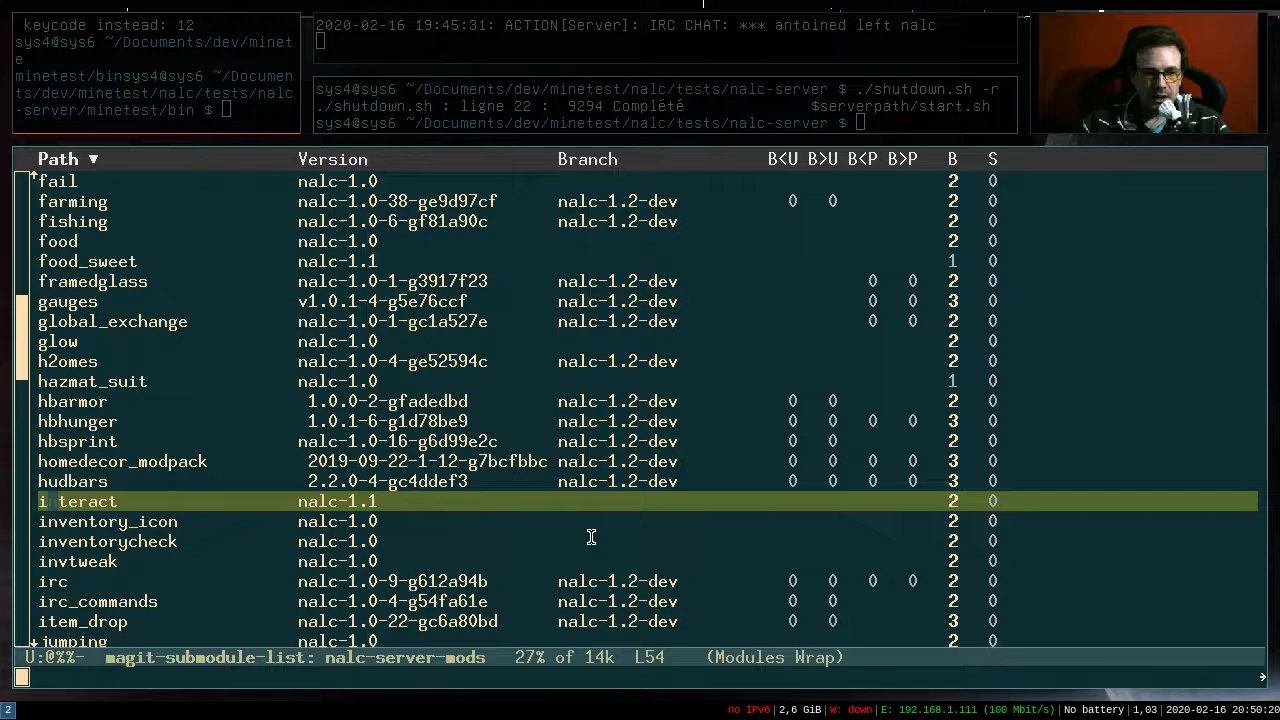 keycode instead: 12
sys4@sys6 ~/Documents/dev/minet
e
minetest/binsys4@sys6 ~/Documen
ts/dev/minetest/nalc/tests/nalc
-server/minetest/bin $
2020-02-16 19:45:31: ACTION[Server]: IRC CHAT: *** antoined left nalc
sys4@sys6 ~/Documents/dev/minetest/nalc/tests/nalc-server $ ./shutdown.sh -r
./shutdown.sh : ligne 22 :  9294 Complété                $serverpath/start.sh
sys4@sys6 ~/Documents/dev/minetest/nalc/tests/nalc-server $
Path ▼ Version Branch B<U B>U B<P B>P B S
fail nalc-1.0 2 0
farming nalc-1.0-38-ge9d97cf nalc-1.2-dev 0 0 2 0
fishing nalc-1.0-6-gf81a90c nalc-1.2-dev 2 0
food nalc-1.0 2 0
food_sweet nalc-1.1 1 0
framedglass nalc-1.0-1-g3917f23 nalc-1.2-dev 0 0 2 0
gauges v1.0.1-4-g5e76ccf nalc-1.2-dev 0 0 3 0
global_exchange nalc-1.0-1-gc1a527e nalc-1.2-dev 0 0 2 0
glow nalc-1.0 2 0
h2omes nalc-1.0-4-ge52594c nalc-1.2-dev 2 0
hazmat_suit nalc-1.0 1 0
hbarmor 1.0.0-2-gfadedbd nalc-1.2-dev 0 0 2 0
hbhunger 1.0.1-6-g1d78be9 nalc-1.2-dev 0 0 0 0 3 0
hbsprint nalc-1.0-16-g6d99e2c nalc-1.2-dev 0 0 2 0
homedecor_modpack 2019-09-22-1-12-g7bcfbbc nalc-1.2-dev 0 0 0 0 3 0
hudbars 2.2.0-4-gc4ddef3 nalc-1.2-dev 0 0 0 0 3 0
interact nalc-1.1 2 0
inventory_icon nalc-1.0 2 0
inventorycheck nalc-1.0 2 0
invtweak nalc-1.0 2 0
irc nalc-1.0-9-g612a94b nalc-1.2-dev 0 0 0 0 2 0
irc_commands nalc-1.0-4-g54fa61e nalc-1.2-dev 0 0 2 0
item_drop nalc-1.0-22-gc6a80bd nalc-1.2-dev 0 0 3 0
jumping nalc-1.0 2 0
U:@%%- magit-submodule-list: nalc-server-mods 27% of 14k L54 (Modules Wrap)
2 no IPv6|2,6 GiB|W: down|E: 192.168.1.111 (100 Mbit/s)|No battery|1,03|2020-02-16 20:50:20